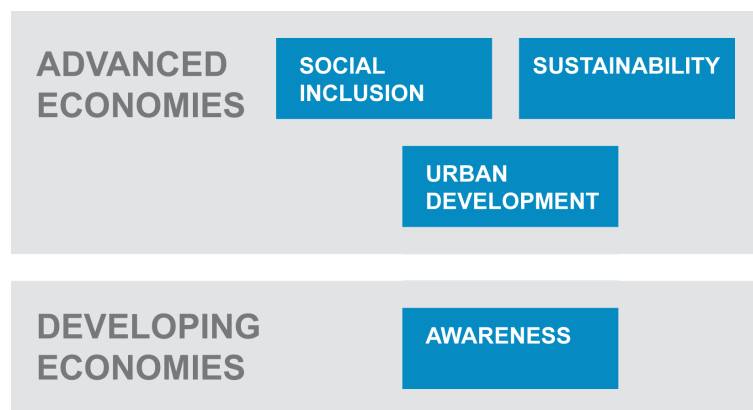 ADVANCED
ECONOMIES
SOCIAL
INCLUSION
SUSTAINABILITY
URBAN
DEVELOPMENT
DEVELOPING
ECONOMIES
AWARENESS